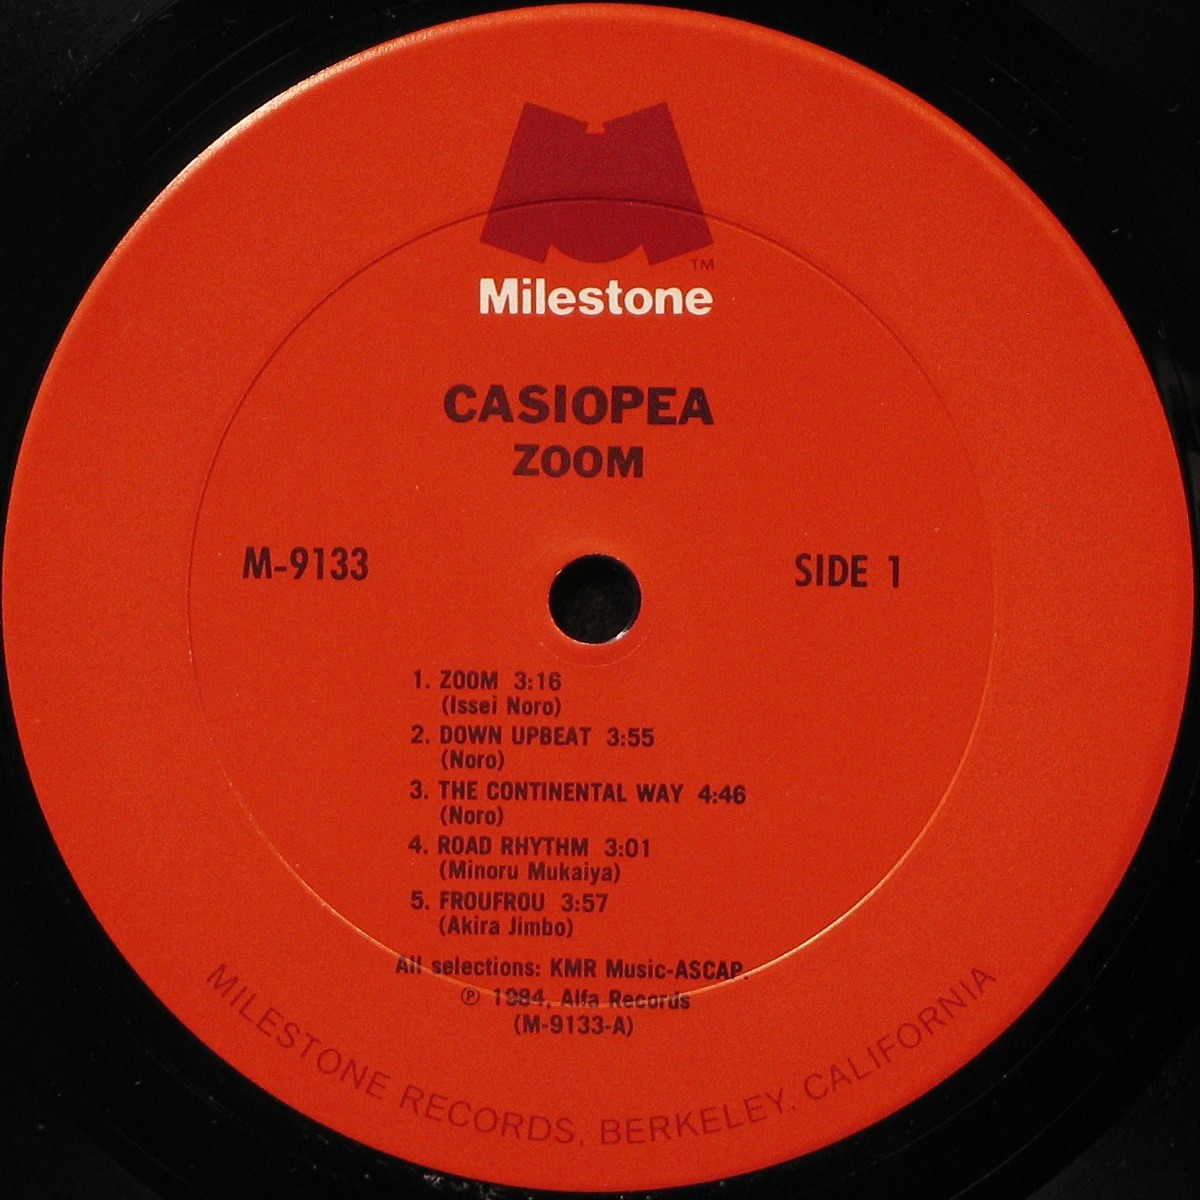 TM
Milestone
CASIOPEA
ZOOM
M-9133
SIDE 1
1. ZOOM 3:16
(Issei Noro)
2. DOWN UPBEAT 3:55
(Noro)
3. THE CONTINENTAL WAY 4:46
(Noro)
4. ROAD RHYTHM 3:01
(Minoru Mukaiya)
5. FROUFROU 3:57
(Akira Jimbo)
All selections: KMR Music-ASCAP.
℗ 1984, Alfa Records
(M-9133-A)
MILESTONE RECORDS, BERKELEY, CALIFORNIA